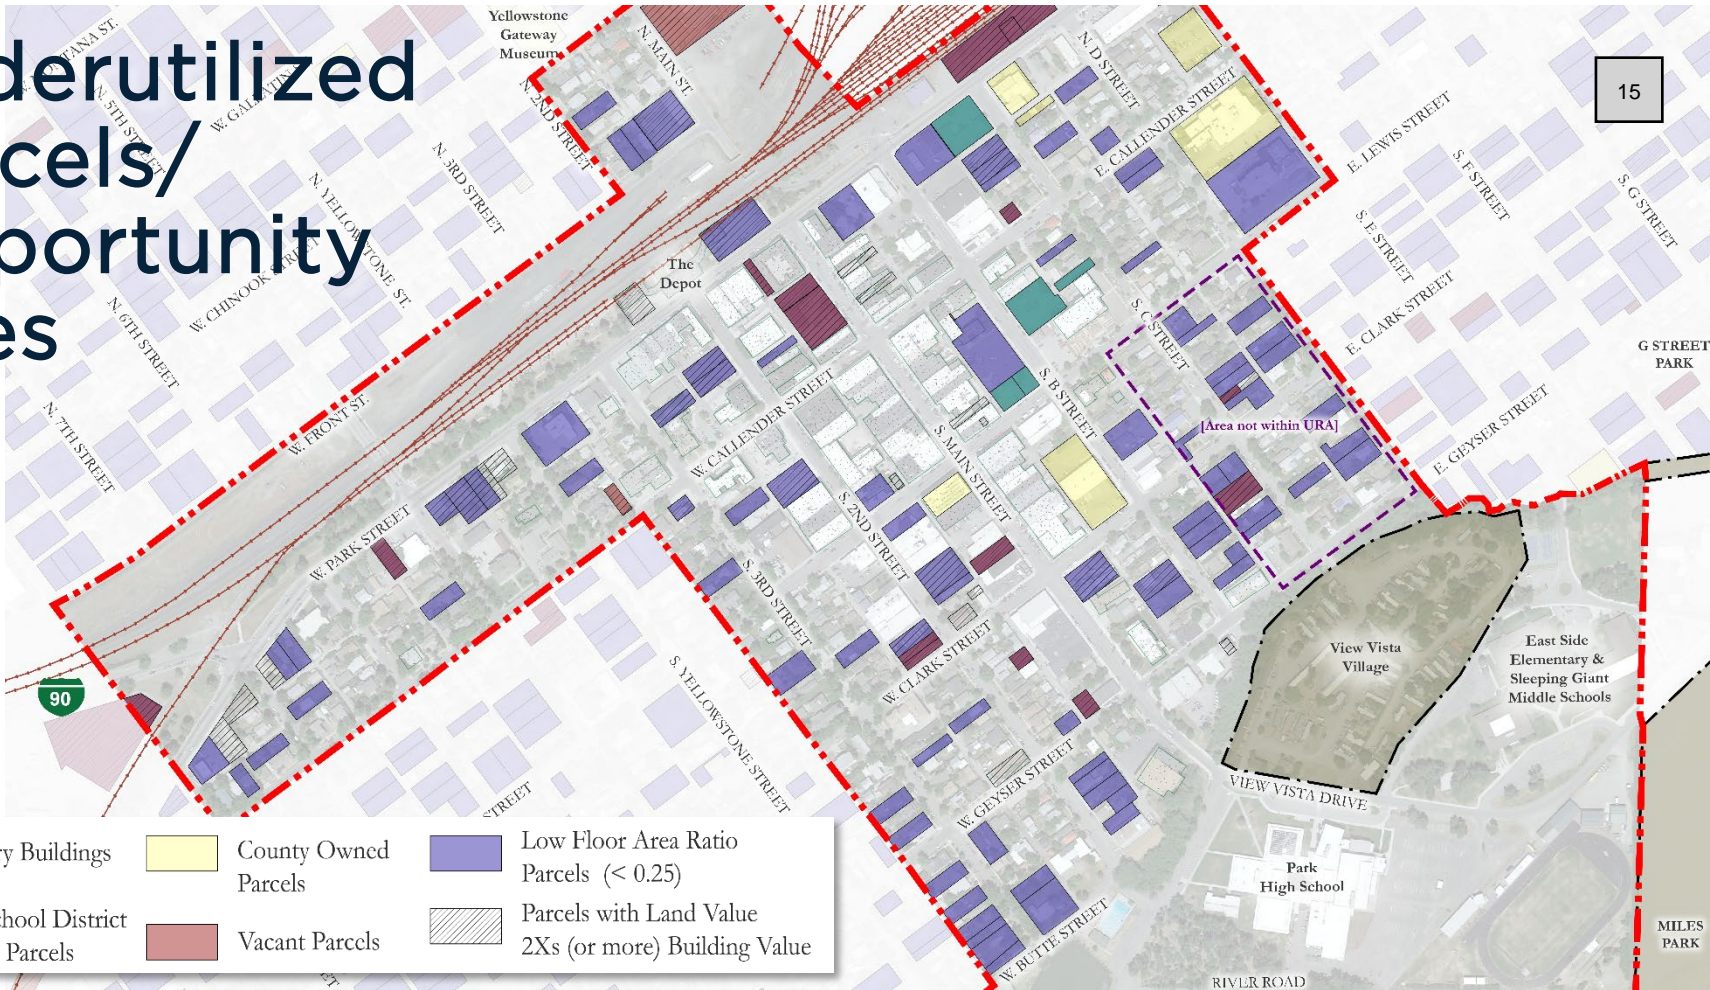 derutilized
cels/
portunity
es
15
Yellowstone
Gateway
Museum
N. MAIN ST.
N. 2ND STREET
N. D STREET
E. CALLENDER STREET
E. LEWIS STREET
S. F STREET
S. G STREET
S. E STREET
E. CLARK STREET
G STREET
PARK
E. GEYSER STREET
W. GALLATIN
N. 5TH STREET
N. 3RD STREET
N. YELLOWSTONE ST.
W. CHINOOK STREET
N. 6TH STREET
N. 7TH STREET
W. FRONT ST.
The
Depot
S. C STREET
[Area not within URA]
S. B STREET
W. CALLENDER STREET
S. MAIN STREET
S. 2ND STREET
W. PARK STREET
S. 3RD STREET
W. CLARK STREET
S. YELLOWSTONE STREET
W. GEYSER STREET
View Vista
Village
East Side
Elementary &
Sleeping Giant
Middle Schools
90
VIEW VISTA DRIVE
Park
High School
W. BUTTE STREET
RIVER ROAD
MILES
PARK
STREET
ry Buildings
County Owned
Parcels
Low Floor Area Ratio
Parcels (< 0.25)
chool District
Parcels
Vacant Parcels
Parcels with Land Value
2Xs (or more) Building Value